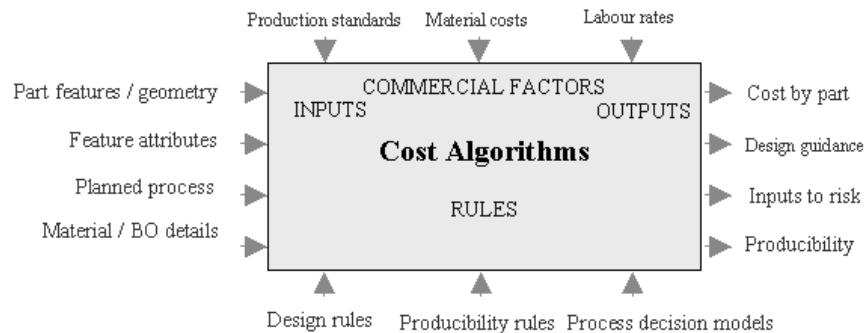 Production standards Material costs Labour rates
Part features / geometry
COMMERCIAL FACTORS
Cost by part
INPUTS
OUTPUTS
Feature attributes
Cost Algorithms
Design guidance
Planned process
RULES
Inputs to risk
Material / BO details
Producibility
Design rules Producibility rules Process decision models